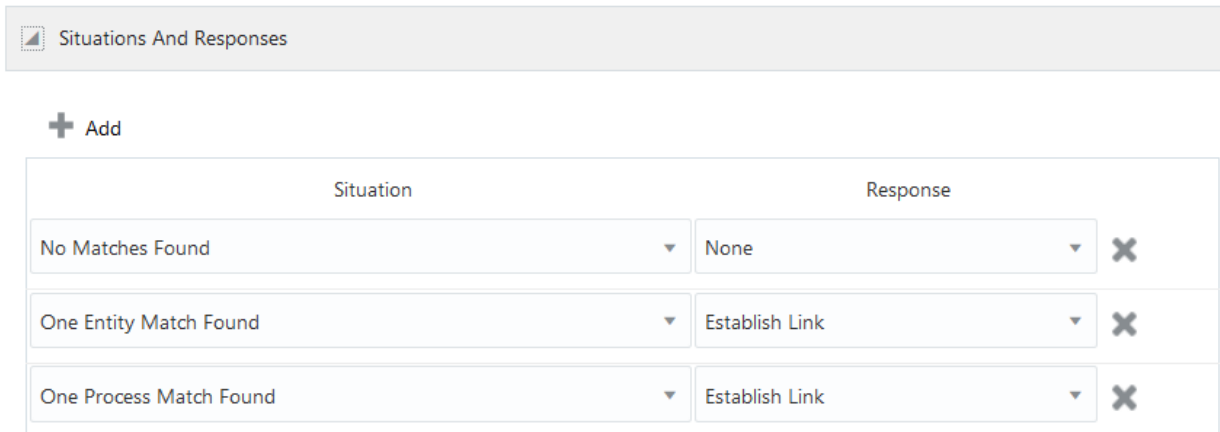 Situations And Responses
Add
Situation Response
No Matches Found None
One Entity Match Found Establish Link
One Process Match Found Establish Link